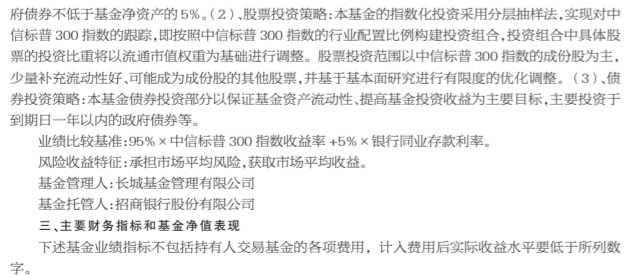 府债券不低于基金净资产的5%。(2)、股票投资策略:本基金的指数化投资采用分层抽样法,实现对中
信标普300指数的跟踪,即按照中信标普300指数的行业配置比例构建投资组合,投资组合中具体股
票的投资比重将以流通市值权重为基础进行调整。股票投资范围以中信标普300指数的成份股为主,
少量补充流动性好、可能成为成份股的其他股票,并基于基本面研究进行有限度的优化调整。(3)、债
券投资策略:本基金债券投资部分以保证基金资产流动性、提高基金投资收益为主要目标,主要投资于
到期日一年以内的政府债券等。
业绩比较基准:95%×中信标普300指数收益率+5%×银行同业存款利率。
风险收益特征:承担市场平均风险,获取市场平均收益。
基金管理人:长城基金管理有限公司
基金托管人:招商银行股份有限公司
三、主要财务指标和基金净值表现
下述基金业绩指标不包括持有人交易基金的各项费用,计入费用后实际收益水平要低于所列数
字。